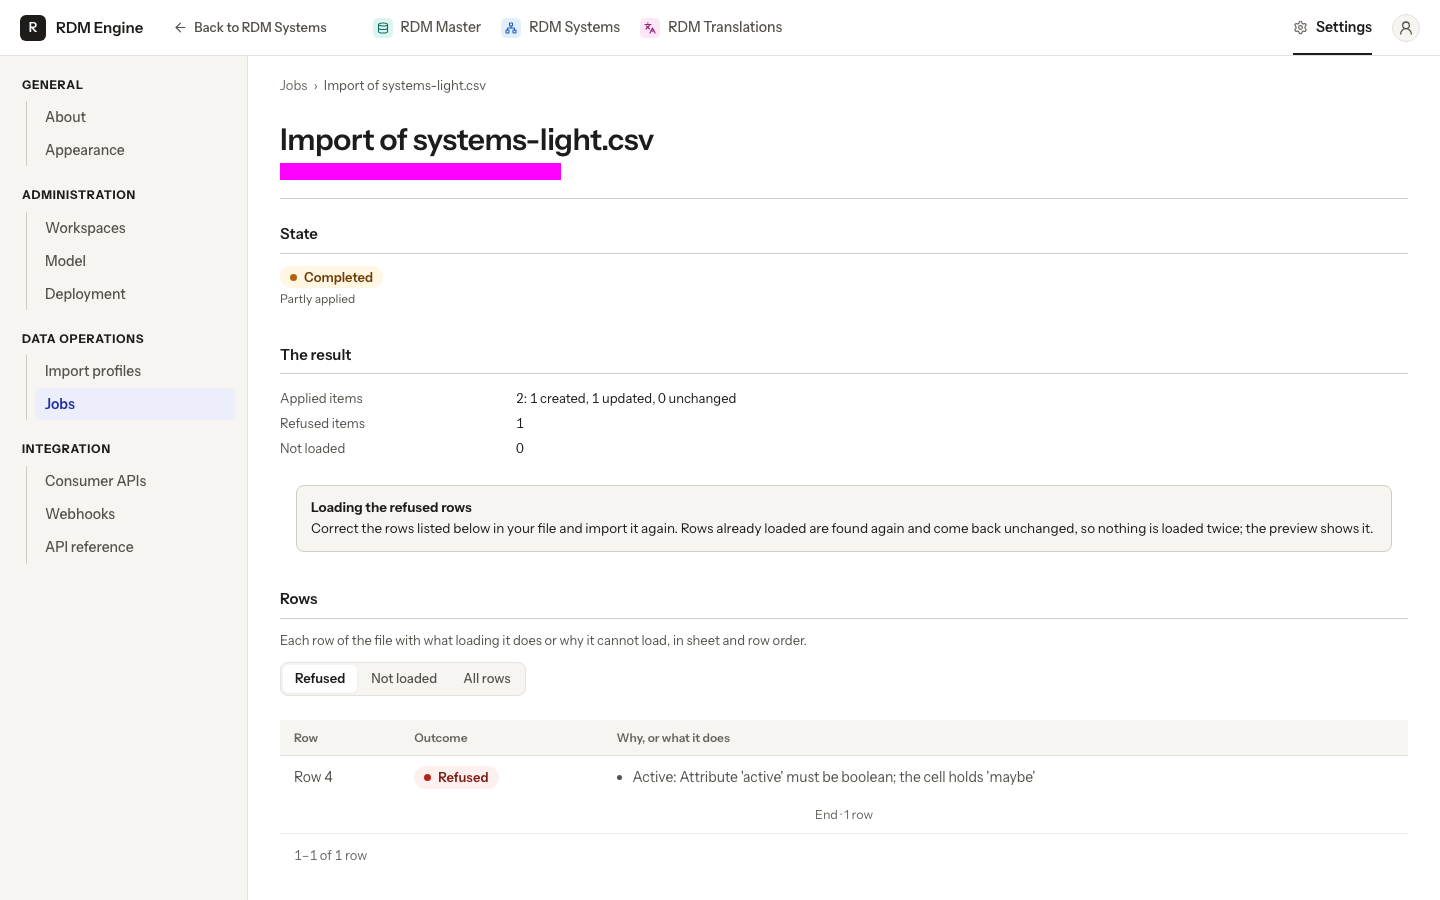 R RDM Engine
Back to RDM Systems
RDM Master
RDM Systems
RDM Translations
Settings
GENERAL
About
Appearance
ADMINISTRATION
Workspaces
Model
Deployment
DATA OPERATIONS
Import profiles
Jobs
INTEGRATION
Consumer APIs
Webhooks
API reference
Jobs › Import of systems-light.csv
Import of systems-light.csv
State
Completed
Partly applied
The result
Applied items 2: 1 created, 1 updated, 0 unchanged
Refused items 1
Not loaded 0
Loading the refused rows
Correct the rows listed below in your file and import it again. Rows already loaded are found again and come back unchanged, so nothing is loaded twice; the preview shows it.
Rows
Each row of the file with what loading it does or why it cannot load, in sheet and row order.
Refused Not loaded All rows
Row Outcome Why, or what it does
Row 4 Refused • Active: Attribute 'active' must be boolean; the cell holds 'maybe'
End · 1 row
1–1 of 1 row